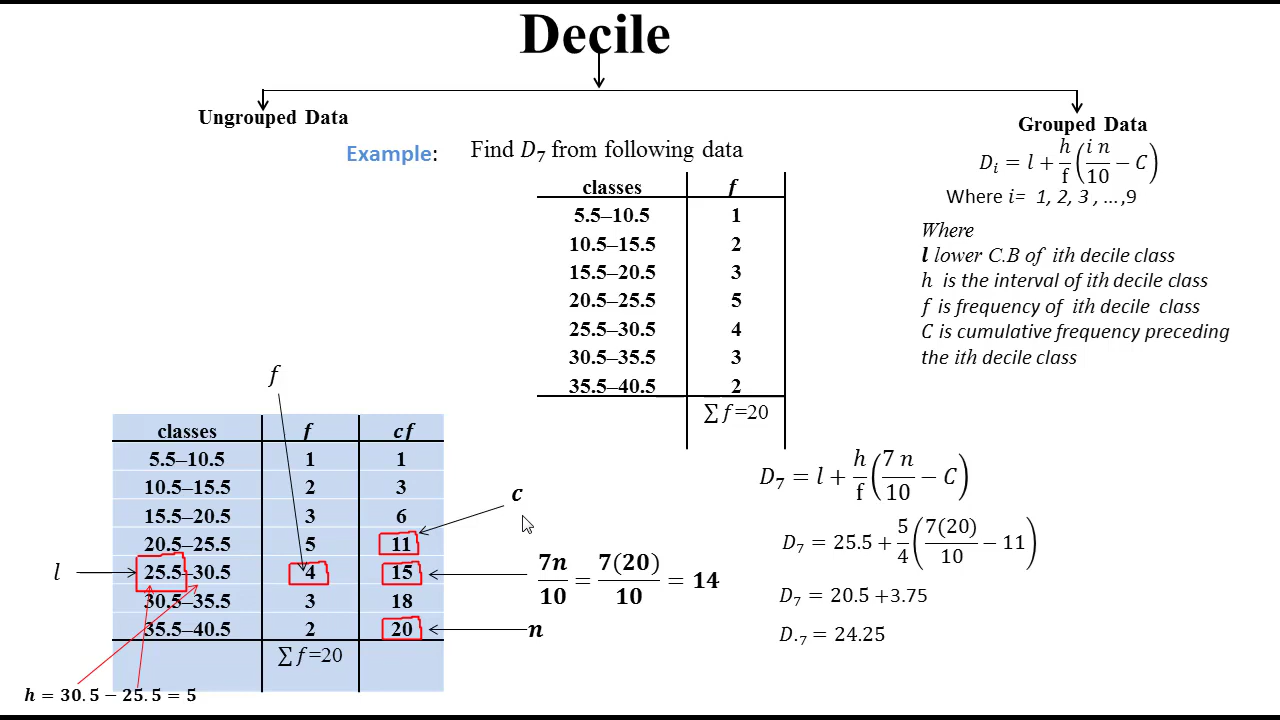 Decile
Ungrouped Data
Grouped Data
Example: Find D₇ from following data
classes f
5.5–10.5 1
10.5–15.5 2
15.5–20.5 3
20.5–25.5 5
25.5–30.5 4
30.5–35.5 3
35.5–40.5 2
∑ f =20
Dᵢ = l + h/f (i n/10 − C)
Where i= 1, 2, 3 , ...,9
Where
l lower C.B of ith decile class
h is the interval of ith decile class
f is frequency of ith decile class
C is cumulative frequency preceding
the ith decile class
f
classes f cf
5.5–10.5 1 1
10.5–15.5 2 3
15.5–20.5 3 6
20.5–25.5 5 11
25.5–30.5 4 15
30.5–35.5 3 18
35.5–40.5 2 20
∑ f =20
l
c
7n/10 = 7(20)/10 = 14
n
h = 30.5 − 25.5 = 5
D₇ = l + h/f (7 n/10 − C)
D₇ = 25.5 + 5/4 (7(20)/10 − 11)
D₇ = 20.5 +3.75
D.₇ = 24.25